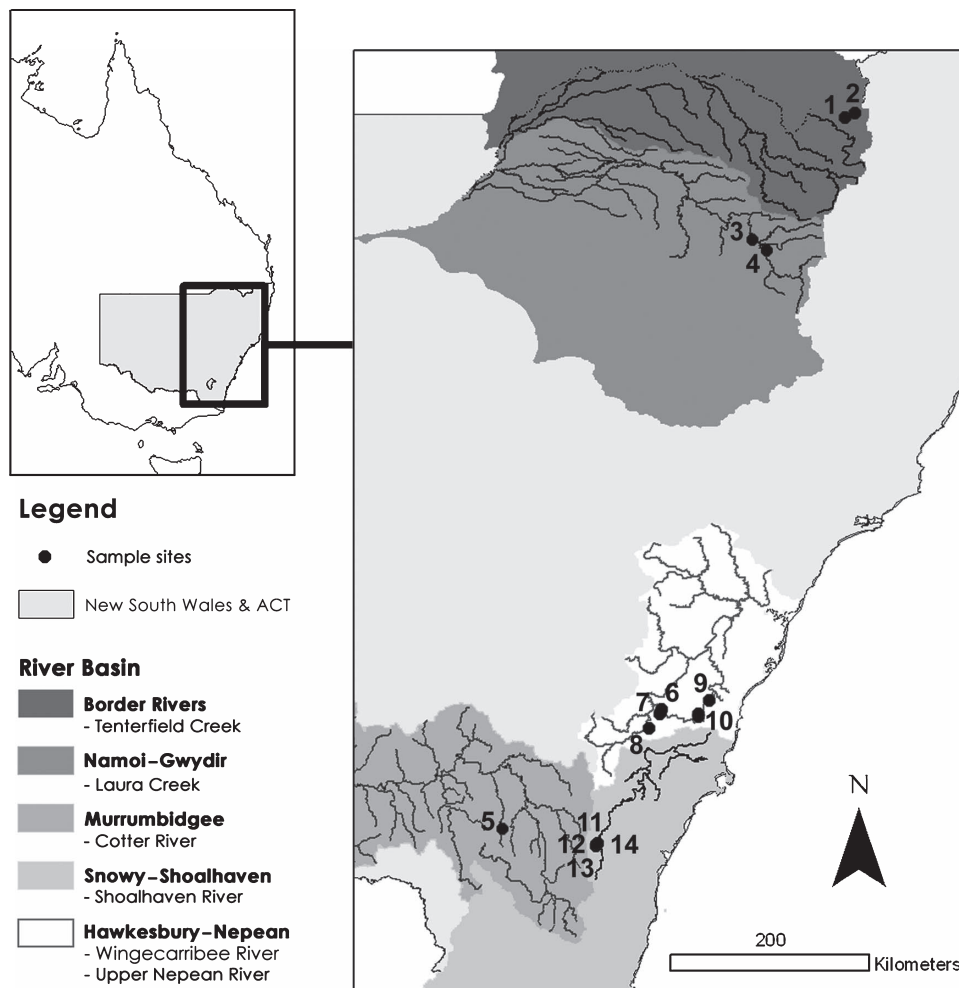 Legend
Sample sites
New South Wales & ACT
River Basin
Border Rivers
- Tenterfield Creek
Namoi–Gwydir
- Laura Creek
Murrumbidgee
- Cotter River
Snowy–Shoalhaven
- Shoalhaven River
Hawkesbury–Nepean
- Wingecarribee River
- Upper Nepean River
1 2
3
4
9
7 6
10
8
5
11
12 14
13
N
200
Kilometers